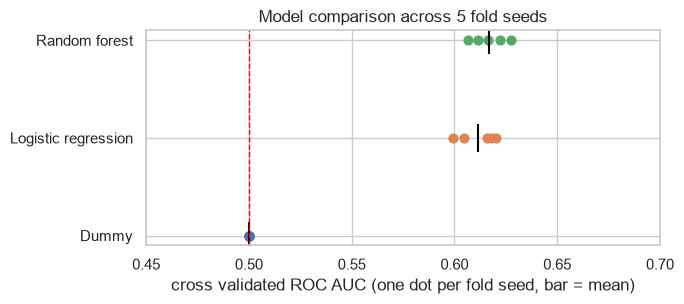 Model comparison across 5 fold seeds
Random forest
Logistic regression
Dummy
0.45 0.50 0.55 0.60 0.65 0.70
cross validated ROC AUC (one dot per fold seed, bar = mean)